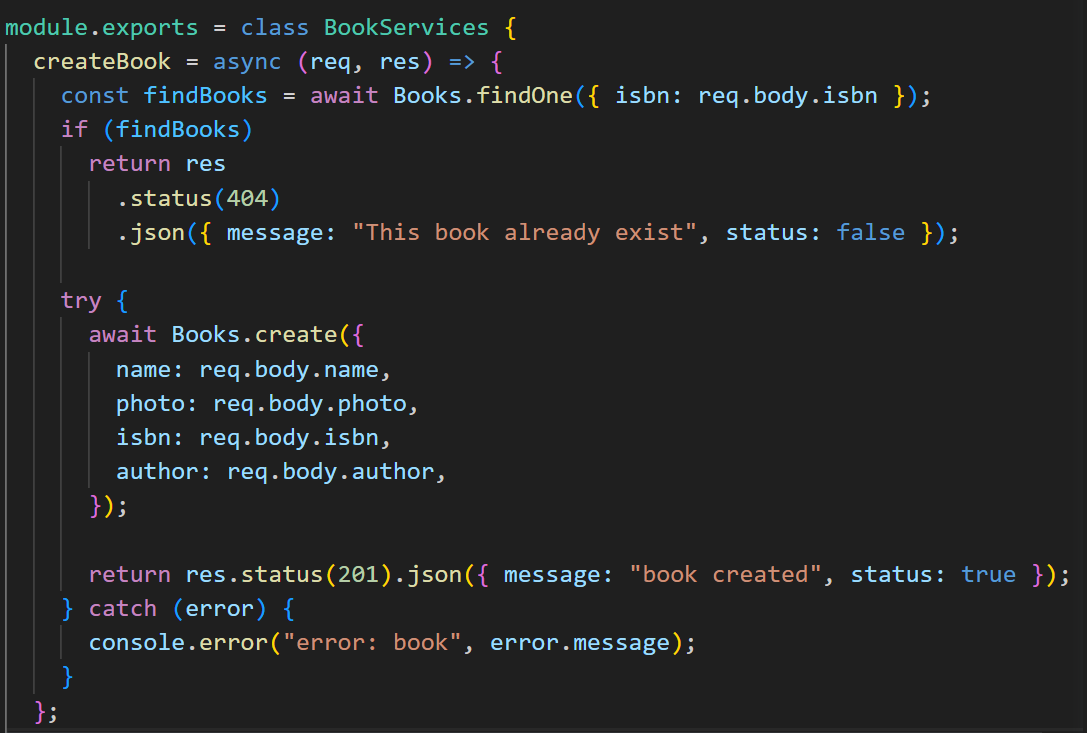 module.exports = class BookServices {
createBook = async (req, res) => {
const findBooks = await Books.findOne({ isbn: req.body.isbn });
if (findBooks)
return res
.status(404)
.json({ message: "This book already exist", status: false });
try {
await Books.create({
name: req.body.name,
photo: req.body.photo,
isbn: req.body.isbn,
author: req.body.author,
});
return res.status(201).json({ message: "book created", status: true });
} catch (error) {
console.error("error: book", error.message);
}
};